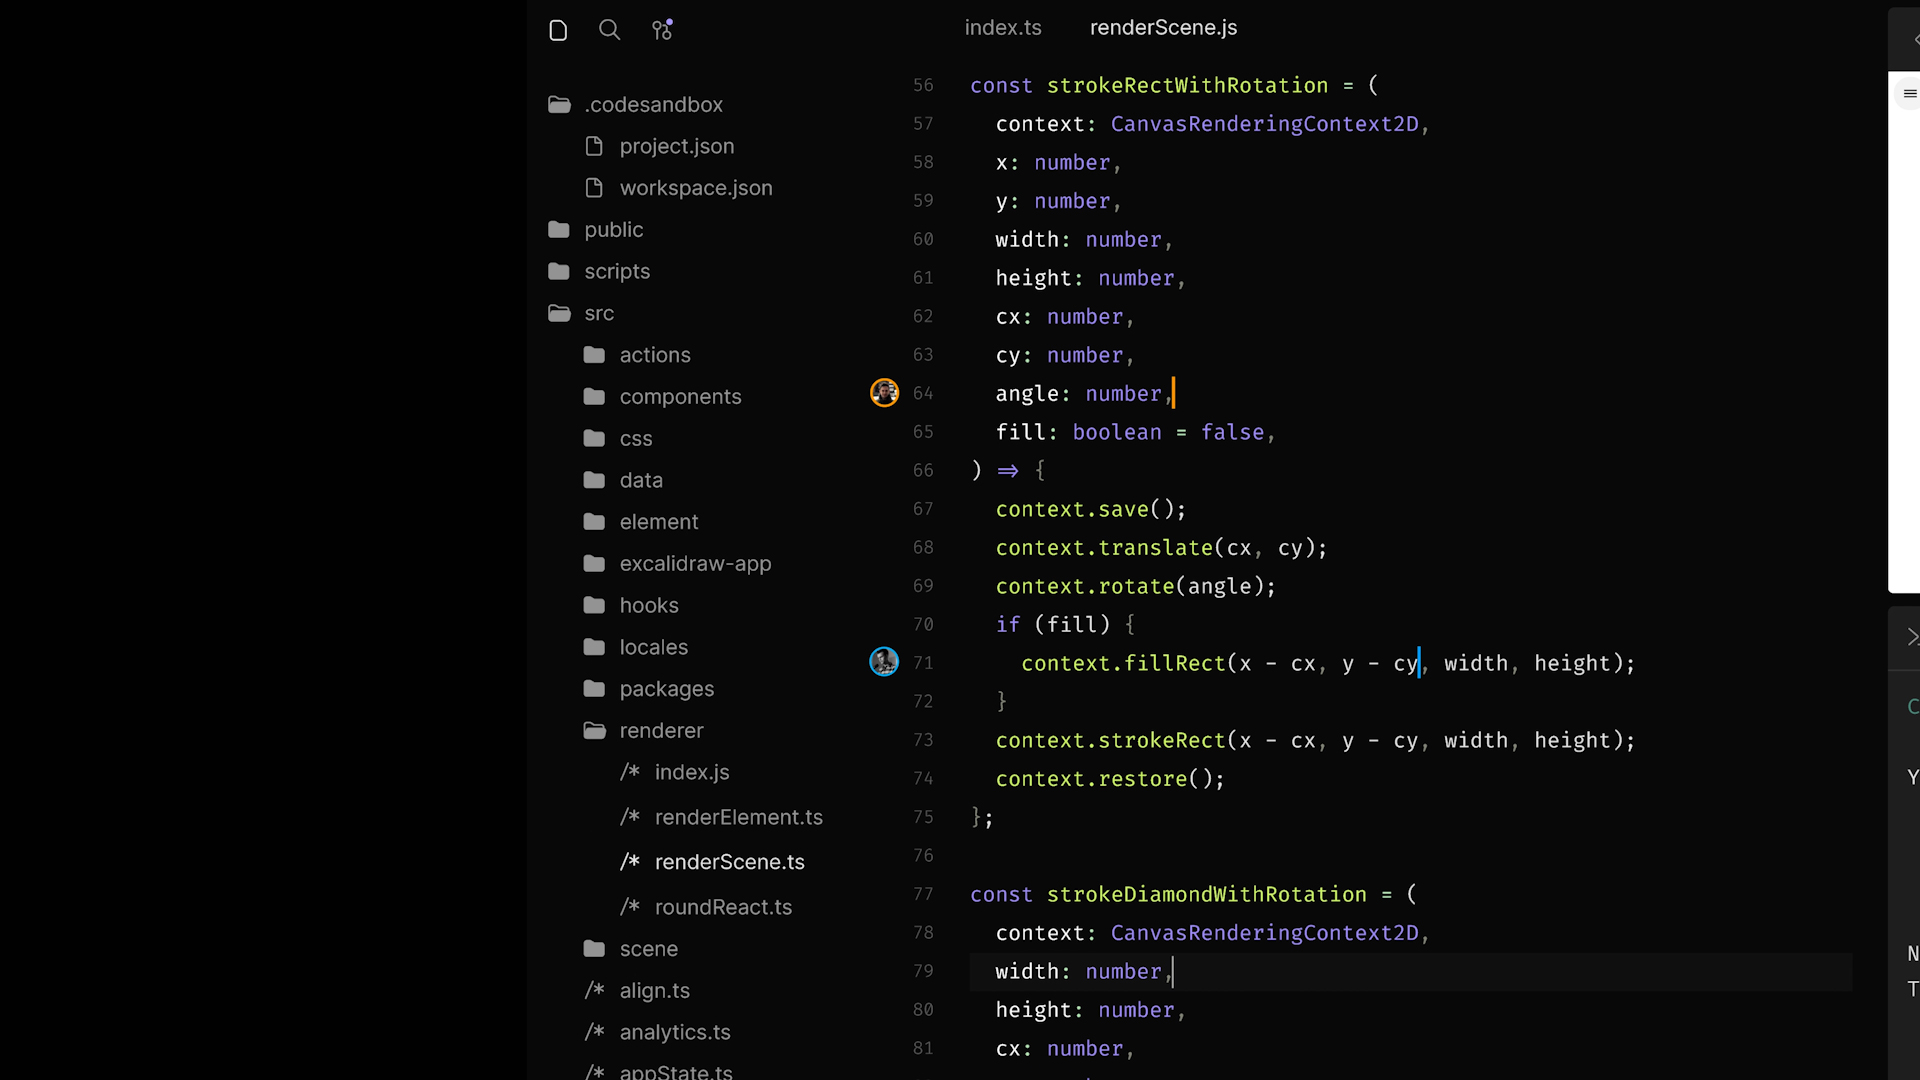 index.ts
renderScene.js
.codesandbox
project.json
workspace.json
public
scripts
src
actions
components
css
data
element
excalidraw-app
hooks
locales
packages
renderer
/* index.js
/* renderElement.ts
/* renderScene.ts
/* roundReact.ts
scene
/* align.ts
/* analytics.ts
/* appState.ts
56 const strokeRectWithRotation = (
57 context: CanvasRenderingContext2D,
58 x: number,
59 y: number,
60 width: number,
61 height: number,
62 cx: number,
63 cy: number,
64 angle: number,
65 fill: boolean = false,
66 ) => {
67 context.save();
68 context.translate(cx, cy);
69 context.rotate(angle);
70 if (fill) {
71 context.fillRect(x - cx, y - cy, width, height);
72 }
73 context.strokeRect(x - cx, y - cy, width, height);
74 context.restore();
75 };
76
77 const strokeDiamondWithRotation = (
78 context: CanvasRenderingContext2D,
79 width: number,
80 height: number,
81 cx: number,
C
Y
N
T